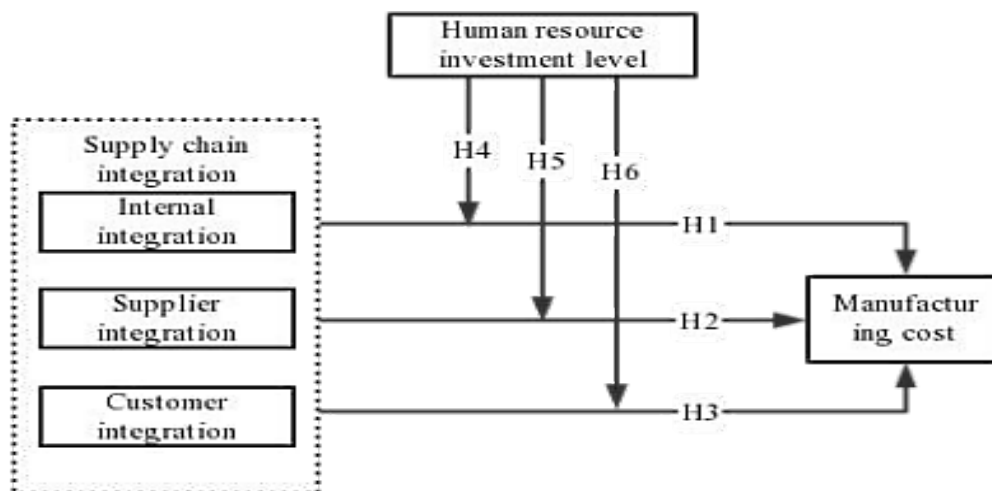 Human resource
investment level
H4
H5
H6
Supply chain
integration
Internal
integration
H1
Supplier
integration
H2
Manufactur
ing cost
Customer
integration
H3